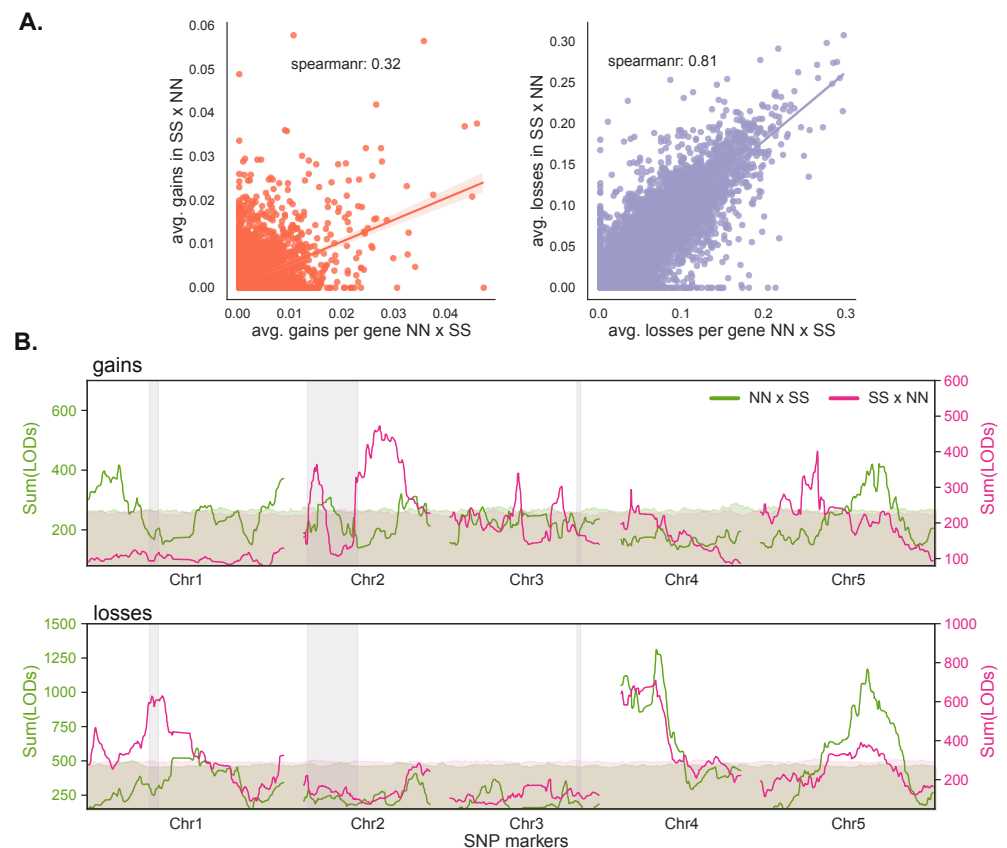 A.
0.06
0.05
0.04
0.03
0.02
0.01
0.00
avg. gains in SS x NN
spearmanr: 0.32
0.00 0.01 0.02 0.03 0.04
avg. gains per gene NN x SS
0.30
0.25
0.20
0.15
0.10
0.05
0.00
avg. losses in SS x NN
spearmanr: 0.81
0.0 0.1 0.2 0.3
avg. losses per gene NN x SS
B.
gains
600
400
200
Sum(LODs)
NN x SS
SS x NN
600
500
400
300
200
100
Sum(LODs)
Chr1 Chr2 Chr3 Chr4 Chr5
losses
1500
1250
1000
750
500
250
Sum(LODs)
1000
800
600
400
200
Sum(LODs)
Chr1 Chr2 Chr3 Chr4 Chr5
SNP markers